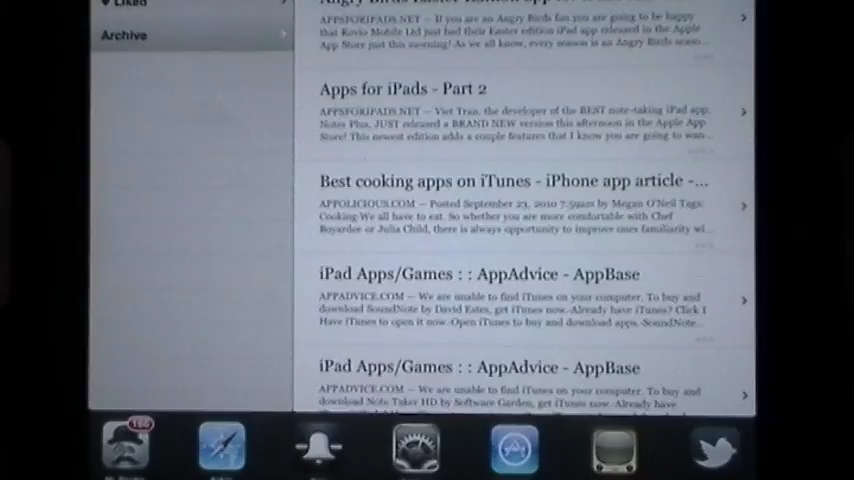 Liked
Archive
Angry Birds Easter Edition app for
APPSFORIPADS.NET — If you are an Angry Birds fan you are going to be happy
that Rovio Mobile Ltd just had their Easter edition iPad app released in the Apple
App Store just this morning! As we all know, every season is an Angry Birds seaso...
Apps for iPads - Part 2
APPSFORIPADS.NET — Viet Tran, the developer of the BEST note-taking iPad app,
Notes Plus, JUST released a BRAND NEW version this afternoon in the Apple App
Store! This newest edition adds a couple features that I know you are going to wan...
Best cooking apps on iTunes - iPhone app article -...
APPOLICIOUS.COM — Posted September 23, 2010 7:59am by Megan O'Neil Tags:
Cooking We all have to eat. So whether you are more comfortable with Chef
Boyardee or Julia Child, there is always opportunity to improve ones familiarity wi...
iPad Apps/Games : : AppAdvice - AppBase
APPADVICE.COM — We are unable to find iTunes on your computer. To buy and
download SoundNote by David Estes, get iTunes now. Already have iTunes? Click I
Have iTunes to open it now. Open iTunes to buy and download apps. SoundNote...
iPad Apps/Games : : AppAdvice - AppBase
APPADVICE.COM — We are unable to find iTunes on your computer. To buy and
download Note Taker HD by Software Garden, get iTunes now. Already have